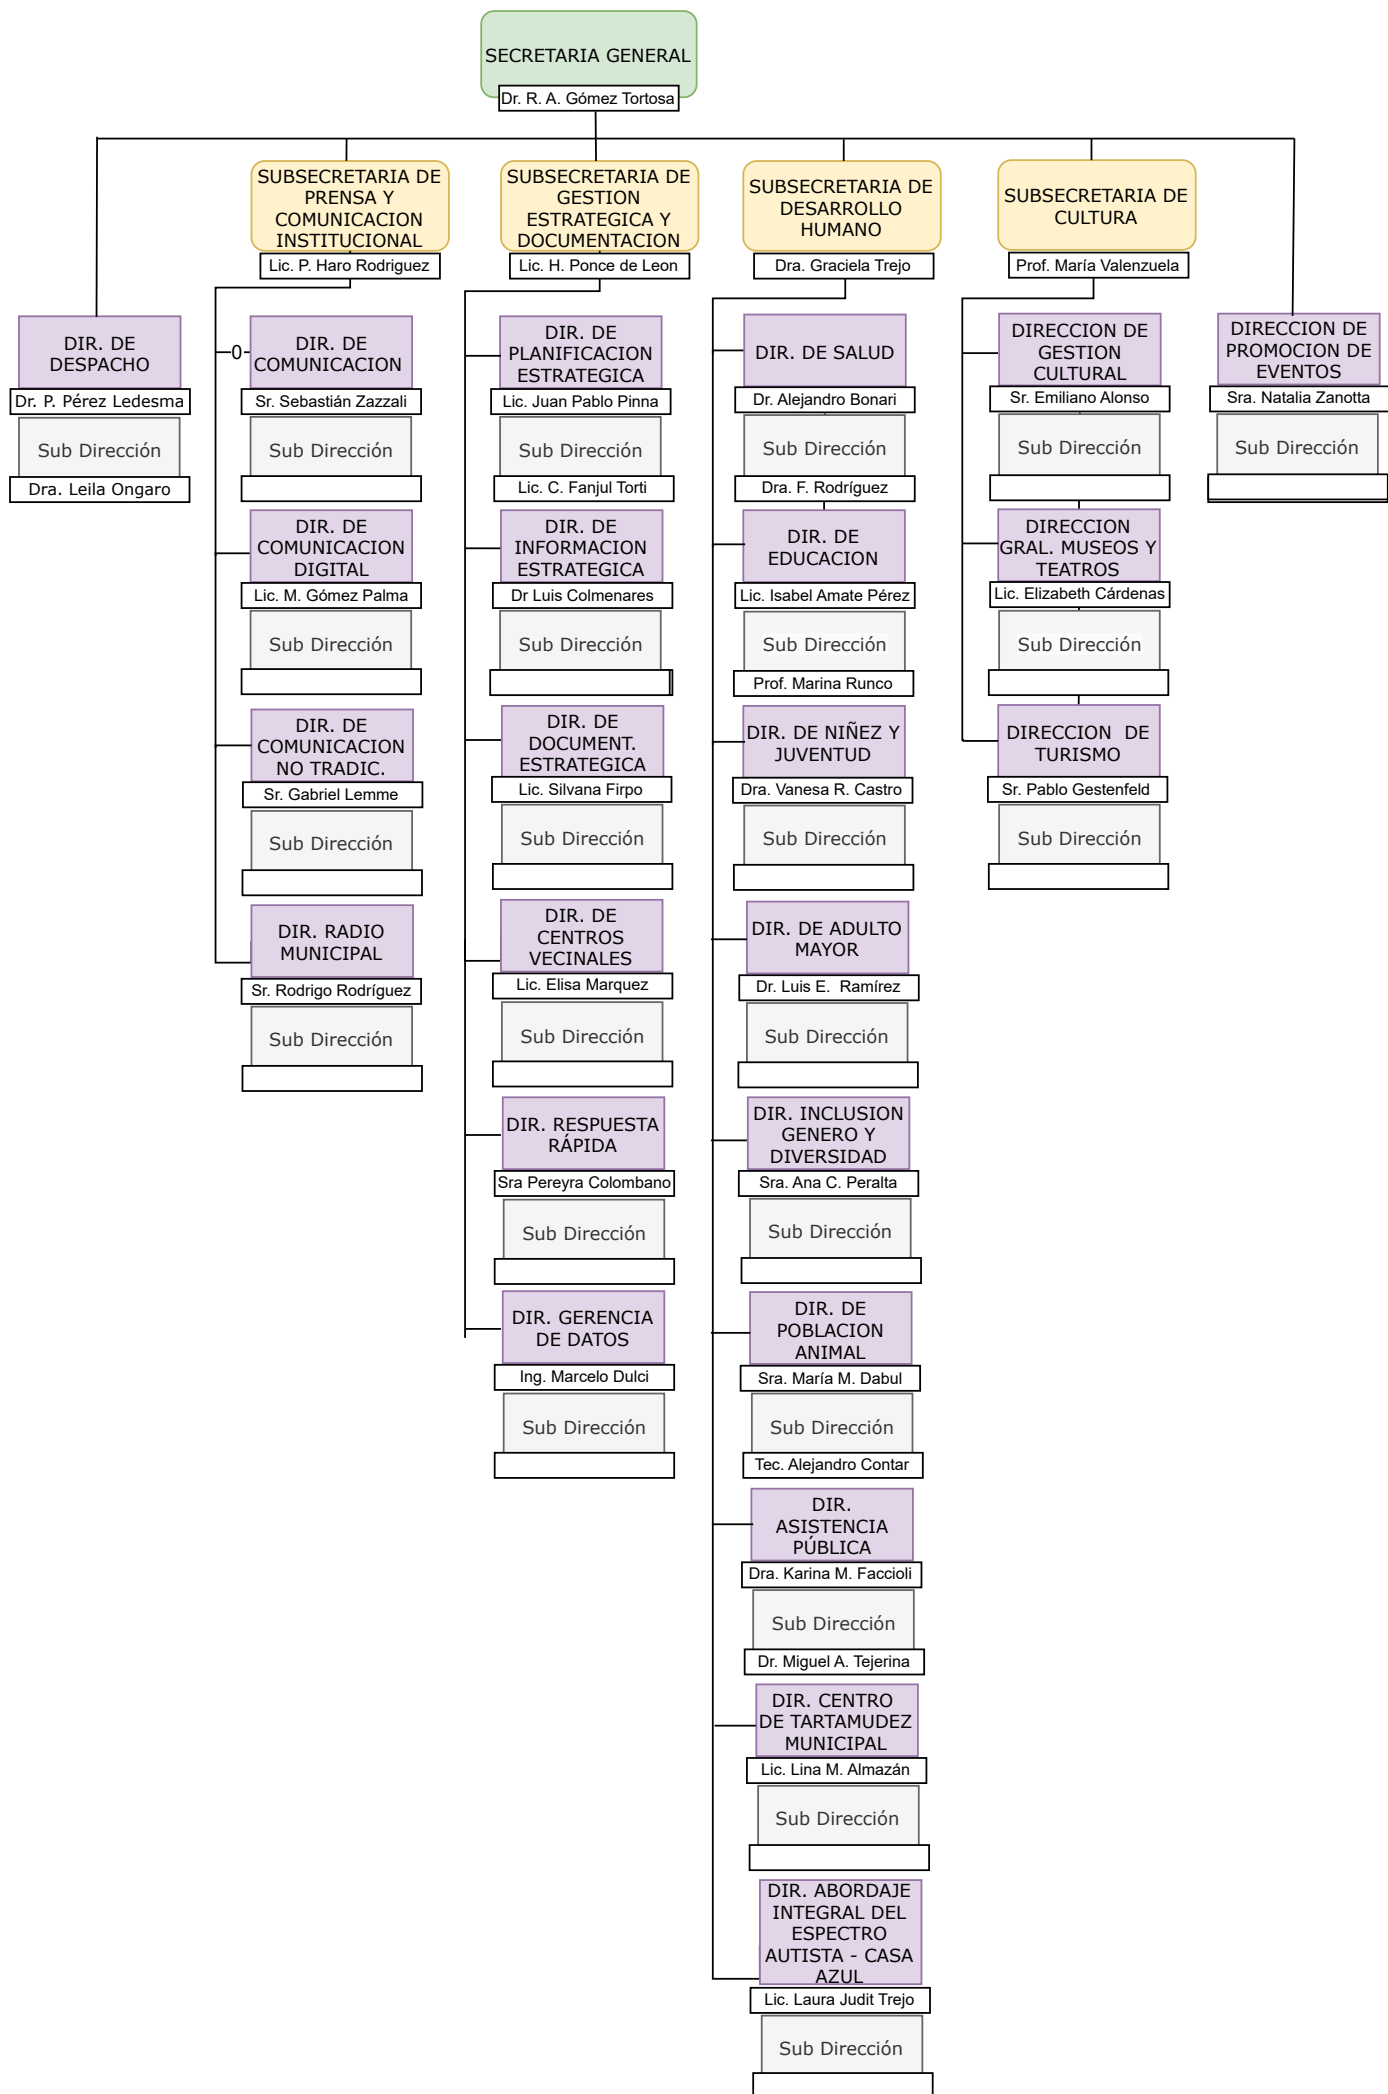 SECRETARIA GENERAL
Dr. R. A. Gómez Tortosa
DIR. DE
DESPACHO
Dr. P. Pérez Ledesma
Sub Dirección
Dra. Leila Ongaro
SUBSECRETARIA DE
PRENSA Y
COMUNICACION
INSTITUCIONAL
Lic. P. Haro Rodriguez
0
DIR. DE
COMUNICACION
Sr. Sebastián Zazzali
Sub Dirección
DIR. DE
COMUNICACION
DIGITAL
Lic. M. Gómez Palma
Sub Dirección
DIR. DE
COMUNICACION
NO TRADIC.
Sr. Gabriel Lemme
Sub Dirección
DIR. RADIO
MUNICIPAL
Sr. Rodrigo Rodríguez
Sub Dirección
SUBSECRETARIA DE
GESTION
ESTRATEGICA Y
DOCUMENTACION
Lic. H. Ponce de Leon
DIR. DE
PLANIFICACION
ESTRATEGICA
Lic. Juan Pablo Pinna
Sub Dirección
Lic. C. Fanjul Torti
DIR. DE
INFORMACION
ESTRATEGICA
Dr Luis Colmenares
Sub Dirección
DIR. DE
DOCUMENT.
ESTRATEGICA
Lic. Silvana Firpo
Sub Dirección
DIR. DE
CENTROS
VECINALES
Lic. Elisa Marquez
Sub Dirección
DIR. RESPUESTA
RÁPIDA
Sra Pereyra Colombano
Sub Dirección
DIR. GERENCIA
DE DATOS
Ing. Marcelo Dulci
Sub Dirección
SUBSECRETARIA DE
DESARROLLO
HUMANO
Dra. Graciela Trejo
DIR. DE SALUD
Dr. Alejandro Bonari
Sub Dirección
Dra. F. Rodríguez
DIR. DE
EDUCACION
Lic. Isabel Amate Pérez
Sub Dirección
Prof. Marina Runco
DIR. DE NIÑEZ Y
JUVENTUD
Dra. Vanesa R. Castro
Sub Dirección
DIR. DE ADULTO
MAYOR
Dr. Luis E. Ramírez
Sub Dirección
DIR. INCLUSION
GENERO Y
DIVERSIDAD
Sra. Ana C. Peralta
Sub Dirección
DIR. DE
POBLACION
ANIMAL
Sra. María M. Dabul
Sub Dirección
Tec. Alejandro Contar
DIR.
ASISTENCIA
PÚBLICA
Dra. Karina M. Faccioli
Sub Dirección
Dr. Miguel A. Tejerina
DIR. CENTRO
DE TARTAMUDEZ
MUNICIPAL
Lic. Lina M. Almazán
Sub Dirección
DIR. ABORDAJE
INTEGRAL DEL
ESPECTRO
AUTISTA - CASA
AZUL
Lic. Laura Judit Trejo
Sub Dirección
SUBSECRETARIA DE
CULTURA
Prof. María Valenzuela
DIRECCION DE
GESTION
CULTURAL
Sr. Emiliano Alonso
Sub Dirección
DIRECCION
GRAL. MUSEOS Y
TEATROS
Lic. Elizabeth Cárdenas
Sub Dirección
DIRECCION DE
TURISMO
Sr. Pablo Gestenfeld
Sub Dirección
DIRECCION DE
PROMOCION DE
EVENTOS
Sra. Natalia Zanotta
Sub Dirección